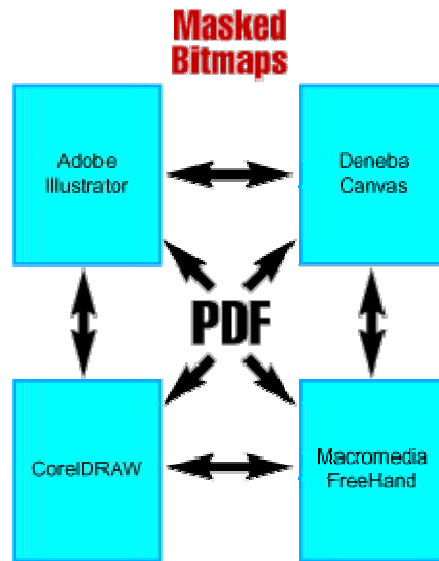 Masked
Bitmaps
Adobe
Illustrator
Deneba
Canvas
PDF
CorelDRAW
Macromedia
FreeHand